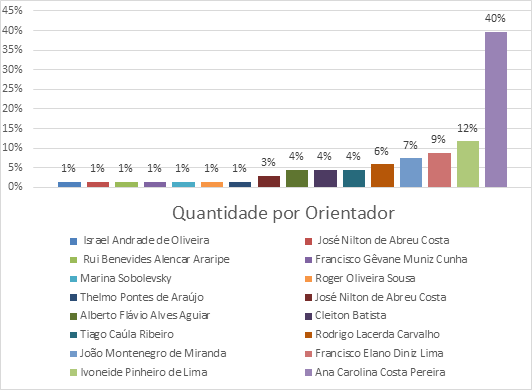 45%
40%
35%
30%
25%
20%
15%
10%
5%
0%
1% 1% 1% 1% 1% 1% 1% 3% 4% 4% 4% 6% 7% 9% 12% 40%
Quantidade por Orientador
Israel Andrade de Oliveira José Nilton de Abreu Costa
Rui Benevides Alencar Araripe Francisco Gêvane Muniz Cunha
Marina Sobolevsky Roger Oliveira Sousa
Thelmo Pontes de Araújo José Nilton de Abreu Costa
Alberto Flávio Alves Aguiar Cleiton Batista
Tiago Caúla Ribeiro Rodrigo Lacerda Carvalho
João Montenegro de Miranda Francisco Elano Diniz Lima
Ivoneide Pinheiro de Lima Ana Carolina Costa Pereira